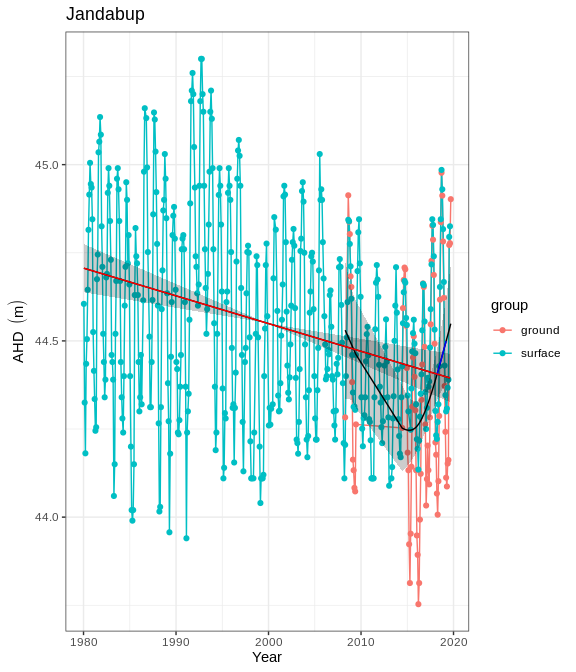 Jandabup
AHD (m)
45.0
44.5
44.0
1980
1990
2000
2010
2020
Year
group
ground
surface